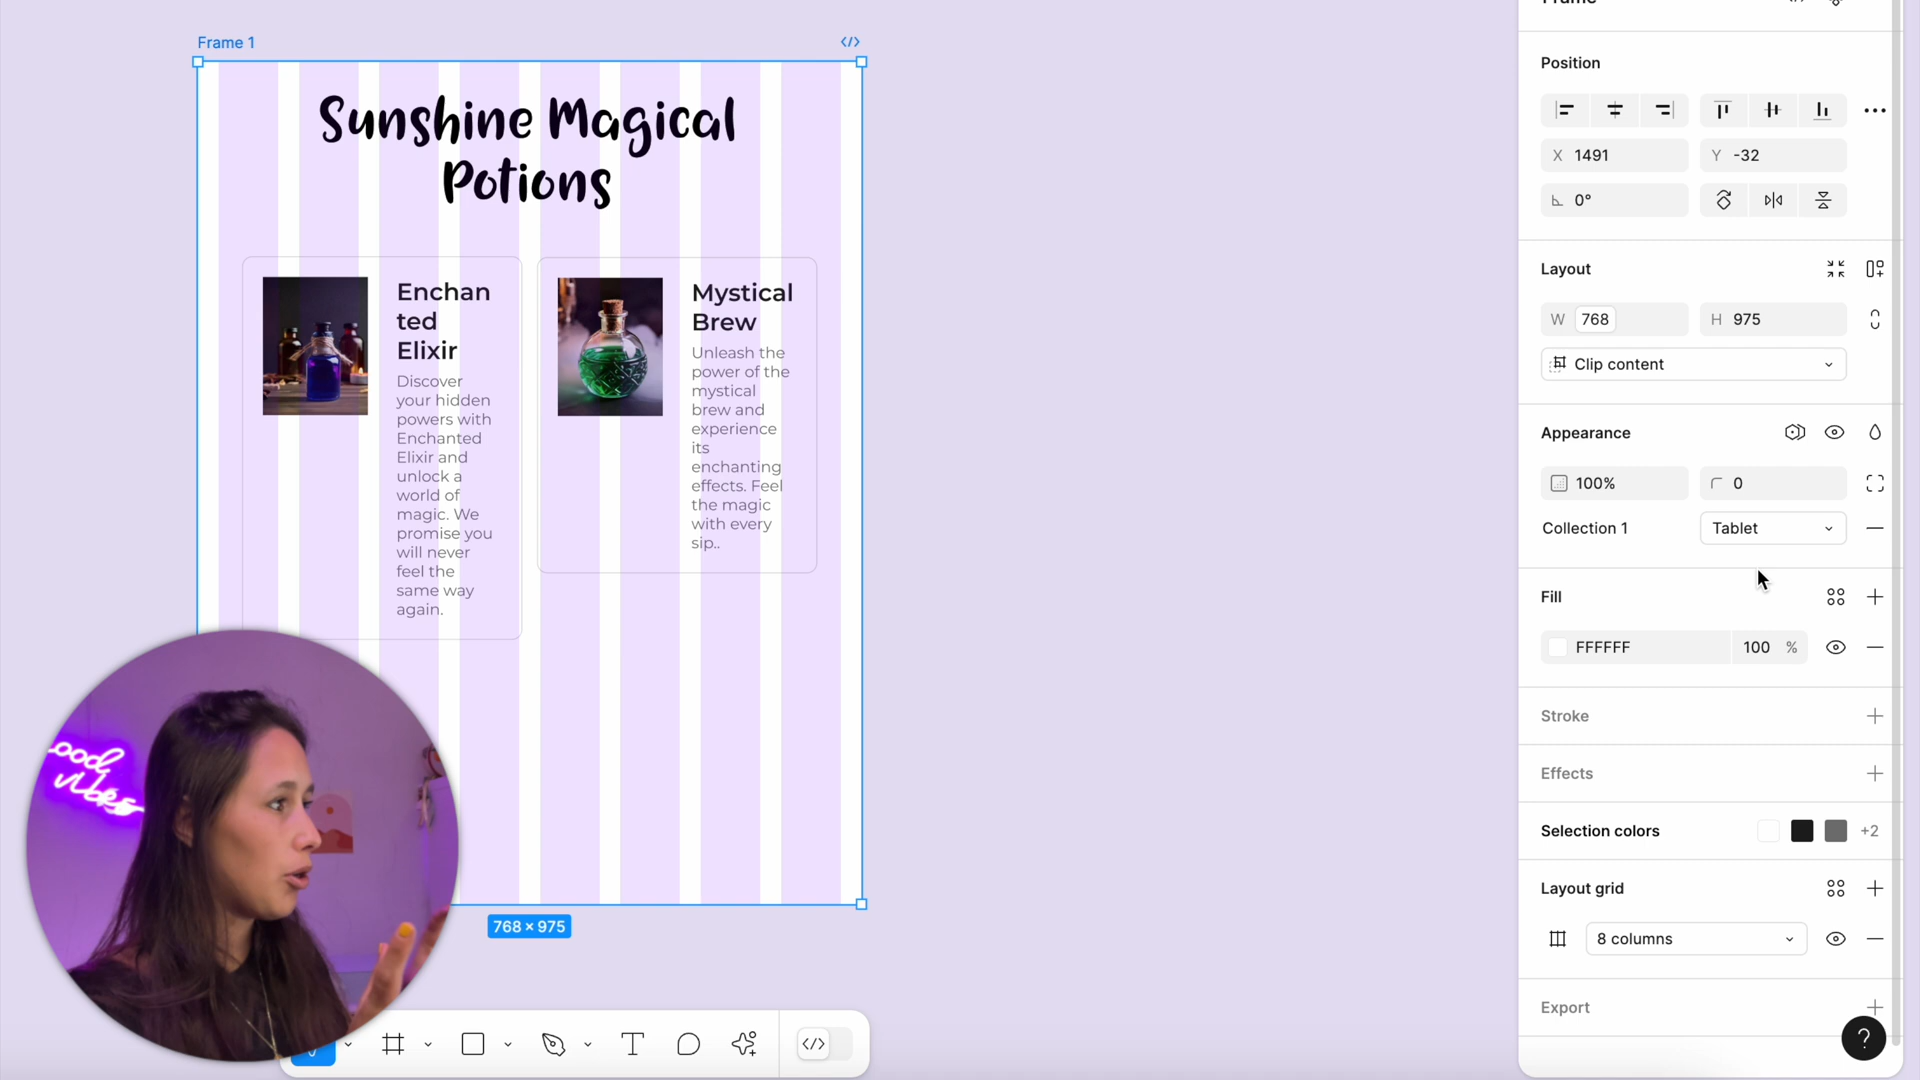 Frame 1
Sunshine Magical
Potions
Enchan
ted
Elixir
Discover
your hidden
powers with
Enchanted
Elixir and
unlock a
world of
magic. We
promise you
will never
feel the
same way
again.
Mystical
Brew
Unleash the
power of the
mystical
brew and
experience
its
enchanting
effects. Feel
the magic
with every
sip..
768 × 975
ood
vibes
Frame
Position
X 1491
Y -32
0°
Layout
W 768
H 975
Clip content
Appearance
100%
0
Collection 1
Tablet
Fill
FFFFFF
100 %
Stroke
Effects
Selection colors
+2
Layout grid
8 columns
Export
?